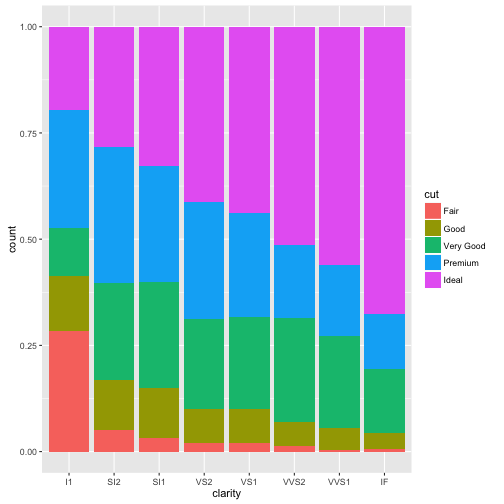 1.00
0.75
0.50
0.25
0.00
count
I1 SI2 SI1 VS2 VS1 VVS2 VVS1 IF
clarity
cut
Fair
Good
Very Good
Premium
Ideal